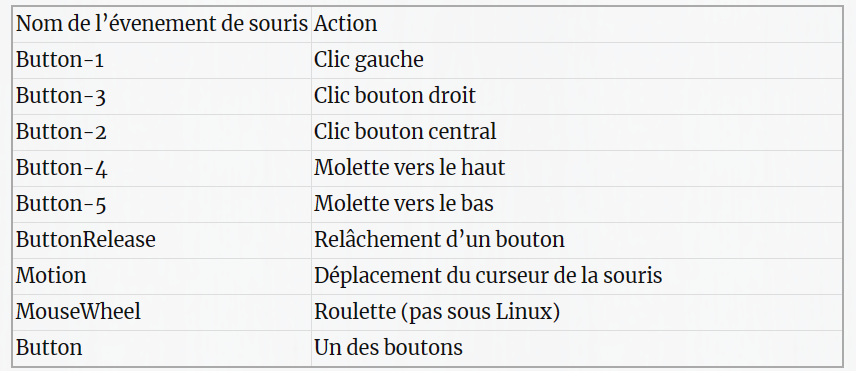 Nom de l’évenement de souris Action
Button-1 Clic gauche
Button-3 Clic bouton droit
Button-2 Clic bouton central
Button-4 Molette vers le haut
Button-5 Molette vers le bas
ButtonRelease Relâchement d’un bouton
Motion Déplacement du curseur de la souris
MouseWheel Roulette (pas sous Linux)
Button Un des boutons